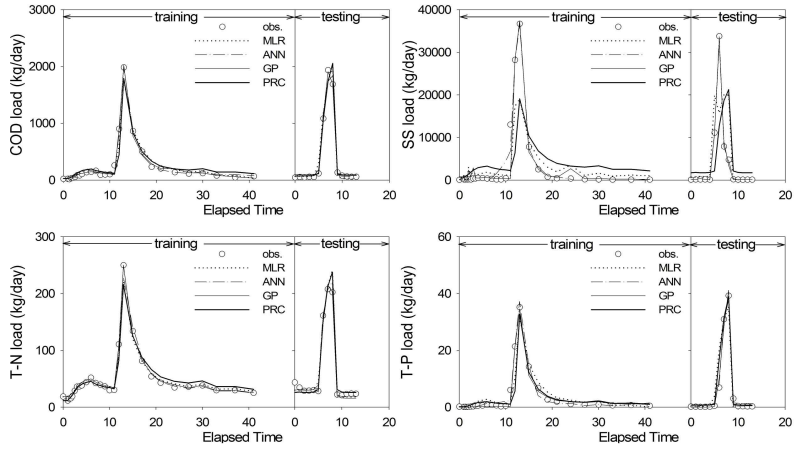 3000
2000
1000
0
COD load (kg/day)
training
testing
obs.
MLR
ANN
GP
PRC
0 10 20 30 40 50 0 10 20
Elapsed Time
40000
30000
20000
10000
0
SS load (kg/day)
training
testing
obs.
MLR
ANN
GP
PRC
0 10 20 30 40 50 0 10 20
Elapsed Time
300
200
100
0
T-N load (kg/day)
training
testing
obs.
MLR
ANN
GP
PRC
0 10 20 30 40 50 0 10 20
Elapsed Time
60
40
20
0
T-P load (kg/day)
training
testing
obs.
MLR
ANN
GP
PRC
0 10 20 30 40 50 0 10 20
Elapsed Time